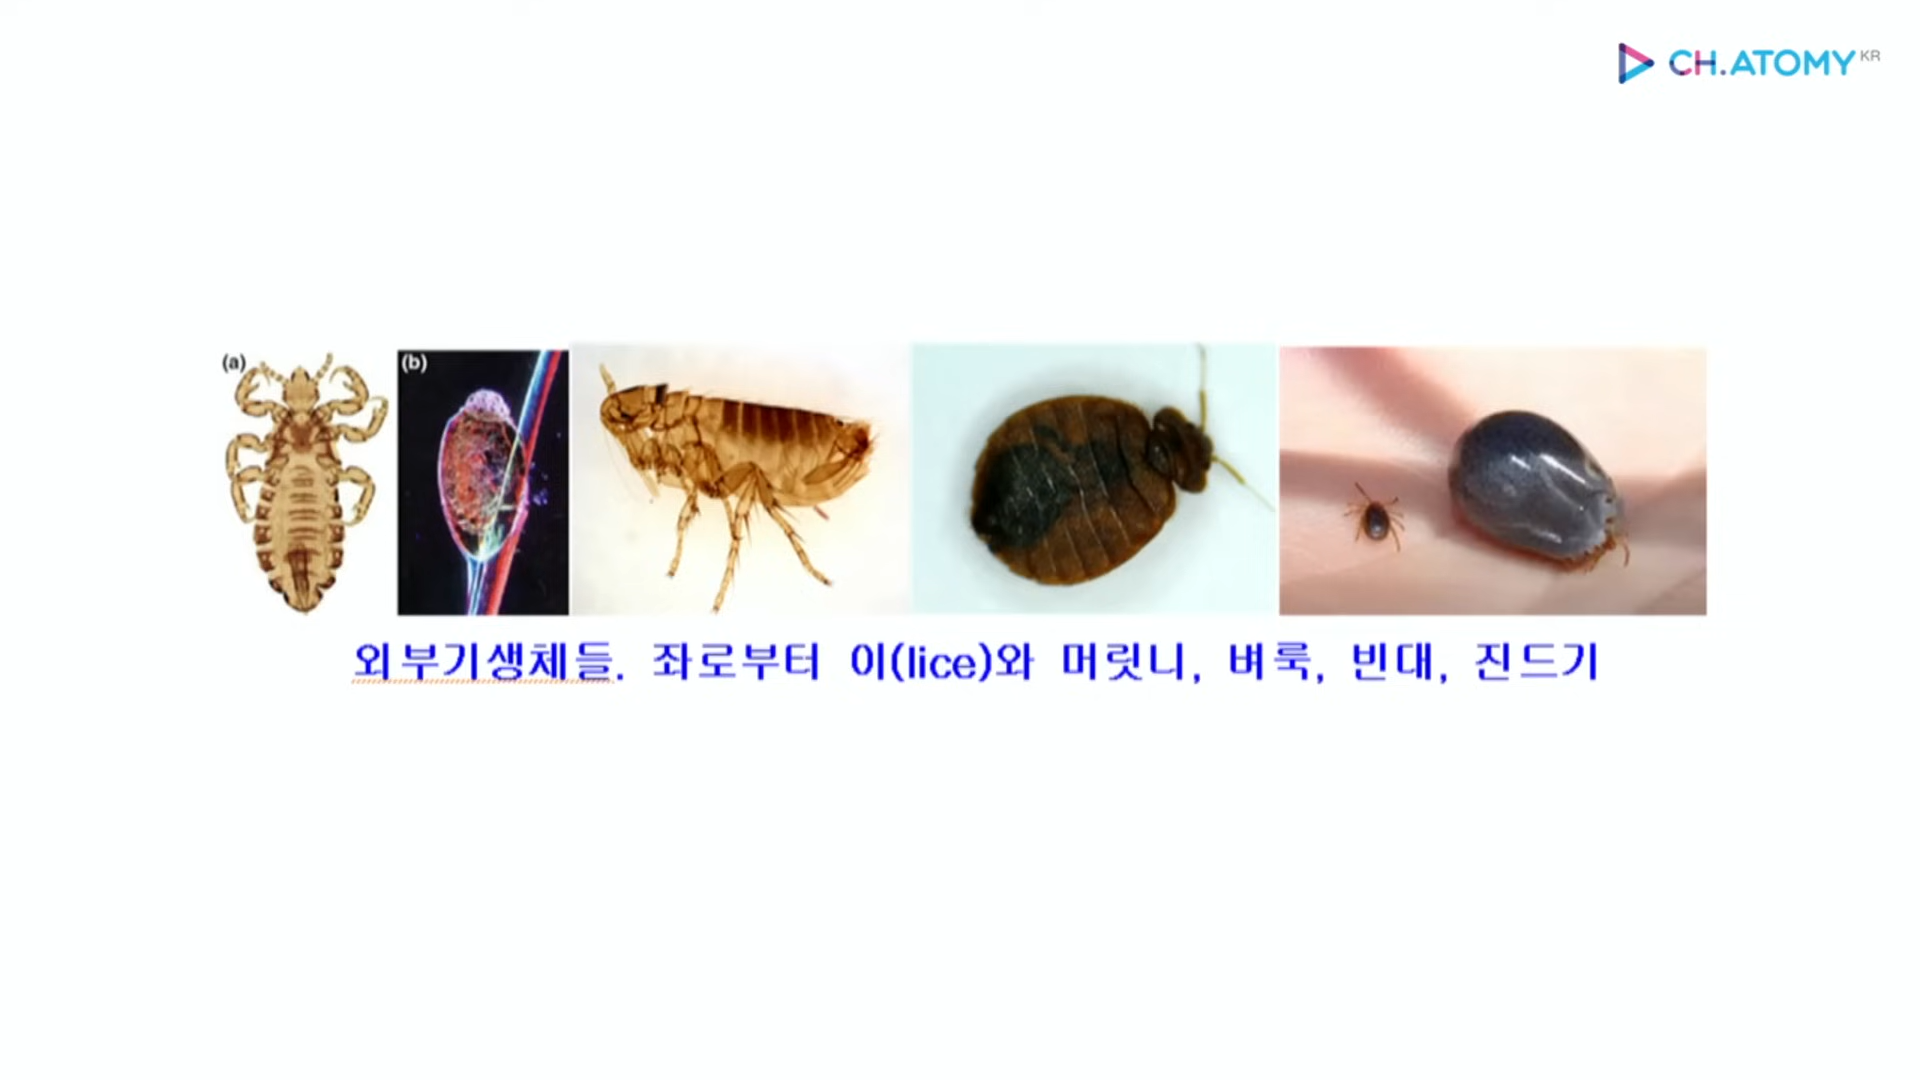 CH.ATOMY KR
(a)
(b)
외부기생체들. 좌로부터 이(lice)와 머릿니, 벼룩, 빈대, 진드기